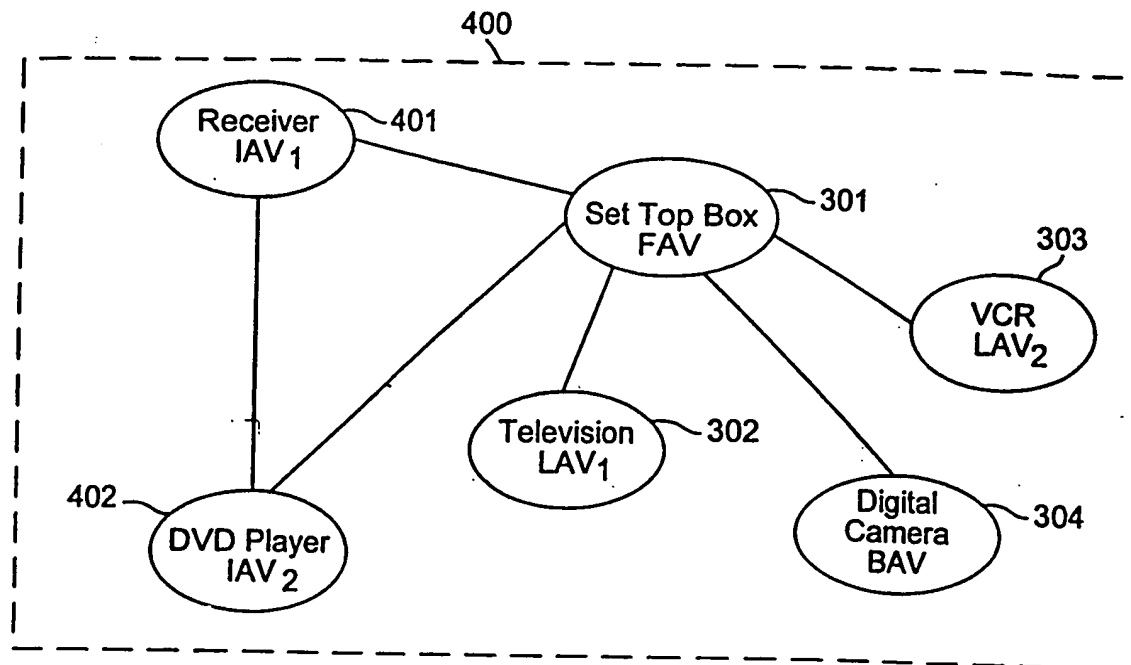 400
Receiver
IAV1
401
Set Top Box
FAV
301
303
VCR
LAV2
Television
LAV1
302
402
DVD Player
IAV2
Digital
Camera
BAV
304